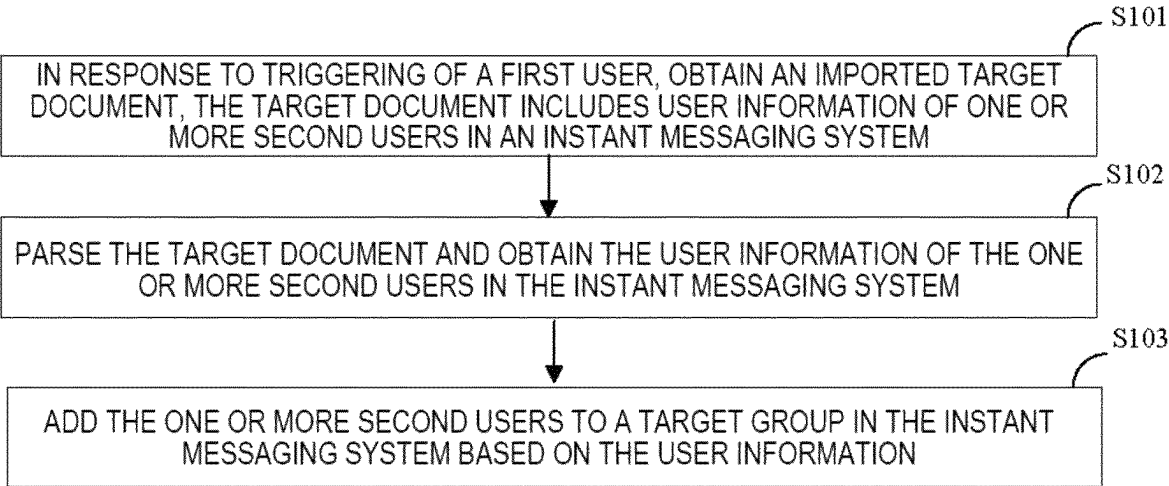 S101
IN RESPONSE TO TRIGGERING OF A FIRST USER, OBTAIN AN IMPORTED TARGET
DOCUMENT, THE TARGET DOCUMENT INCLUDES USER INFORMATION OF ONE OR
MORE SECOND USERS IN AN INSTANT MESSAGING SYSTEM
S102
PARSE THE TARGET DOCUMENT AND OBTAIN THE USER INFORMATION OF THE ONE
OR MORE SECOND USERS IN THE INSTANT MESSAGING SYSTEM
S103
ADD THE ONE OR MORE SECOND USERS TO A TARGET GROUP IN THE INSTANT
MESSAGING SYSTEM BASED ON THE USER INFORMATION